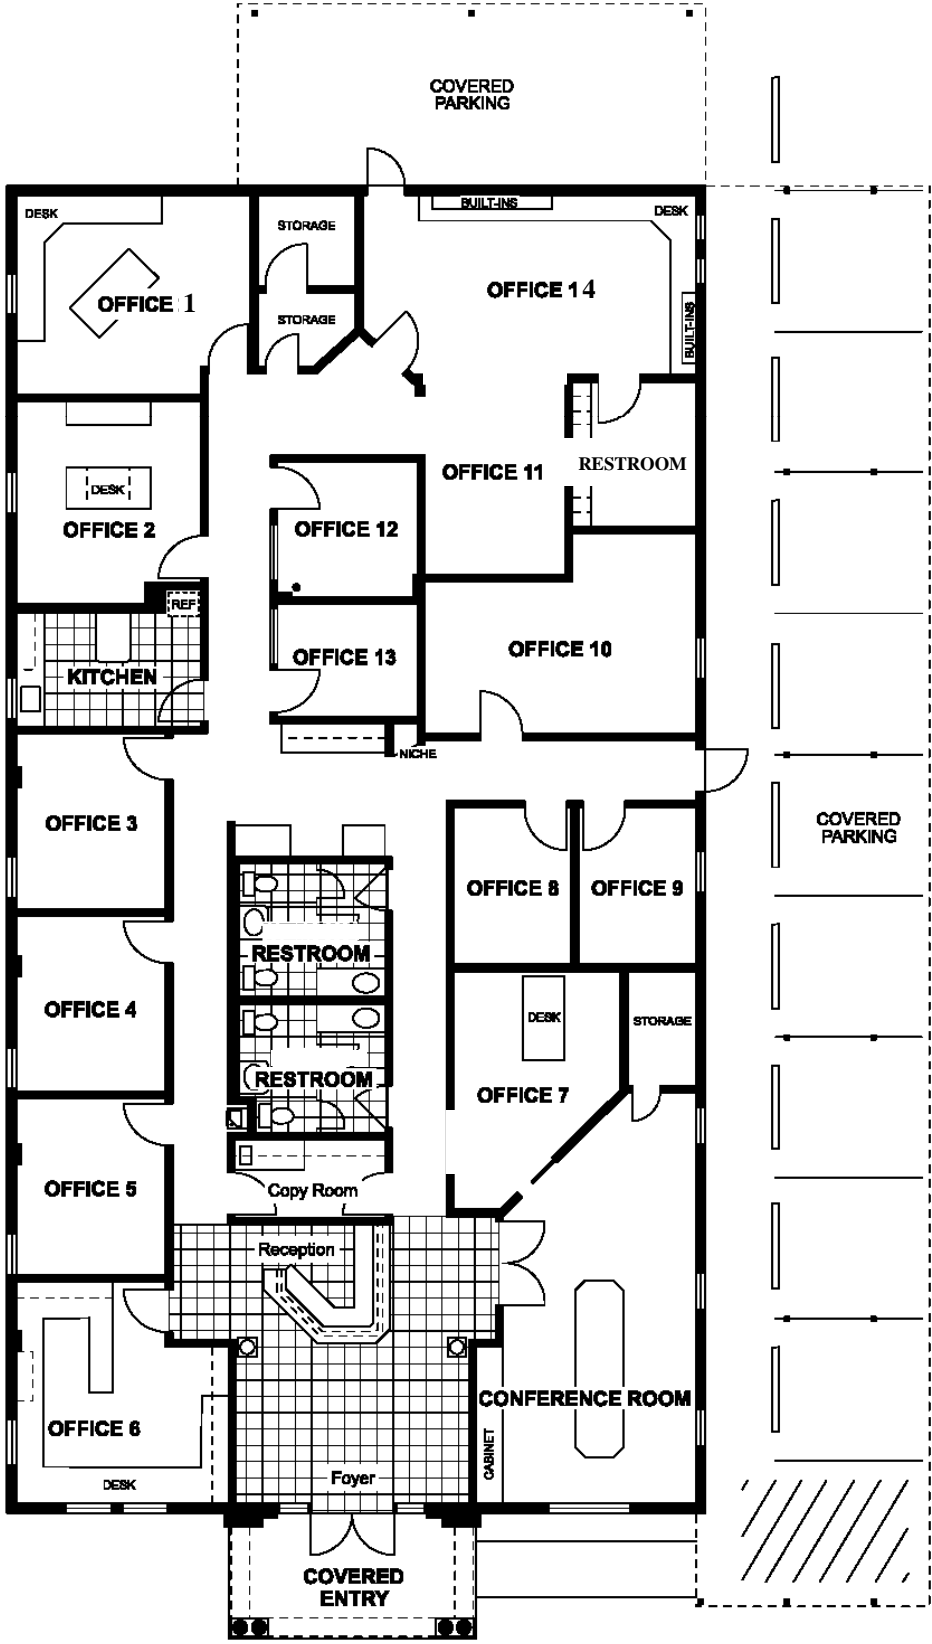 COVERED
PARKING
DESK
STORAGE
BUILT-INS
DESK
OFFICE 1
STORAGE
OFFICE 14
BUILT-INS
DESK
OFFICE 2
OFFICE 12
OFFICE 11
RESTROOM
REF
KITCHEN
OFFICE 13
OFFICE 10
NICHE
OFFICE 3
COVERED
PARKING
OFFICE 8
OFFICE 9
RESTROOM
OFFICE 4
DESK
STORAGE
RESTROOM
OFFICE 7
OFFICE 5
Copy Room
Reception
OFFICE 6
CONFERENCE ROOM
CABINET
DESK
Foyer
COVERED
ENTRY